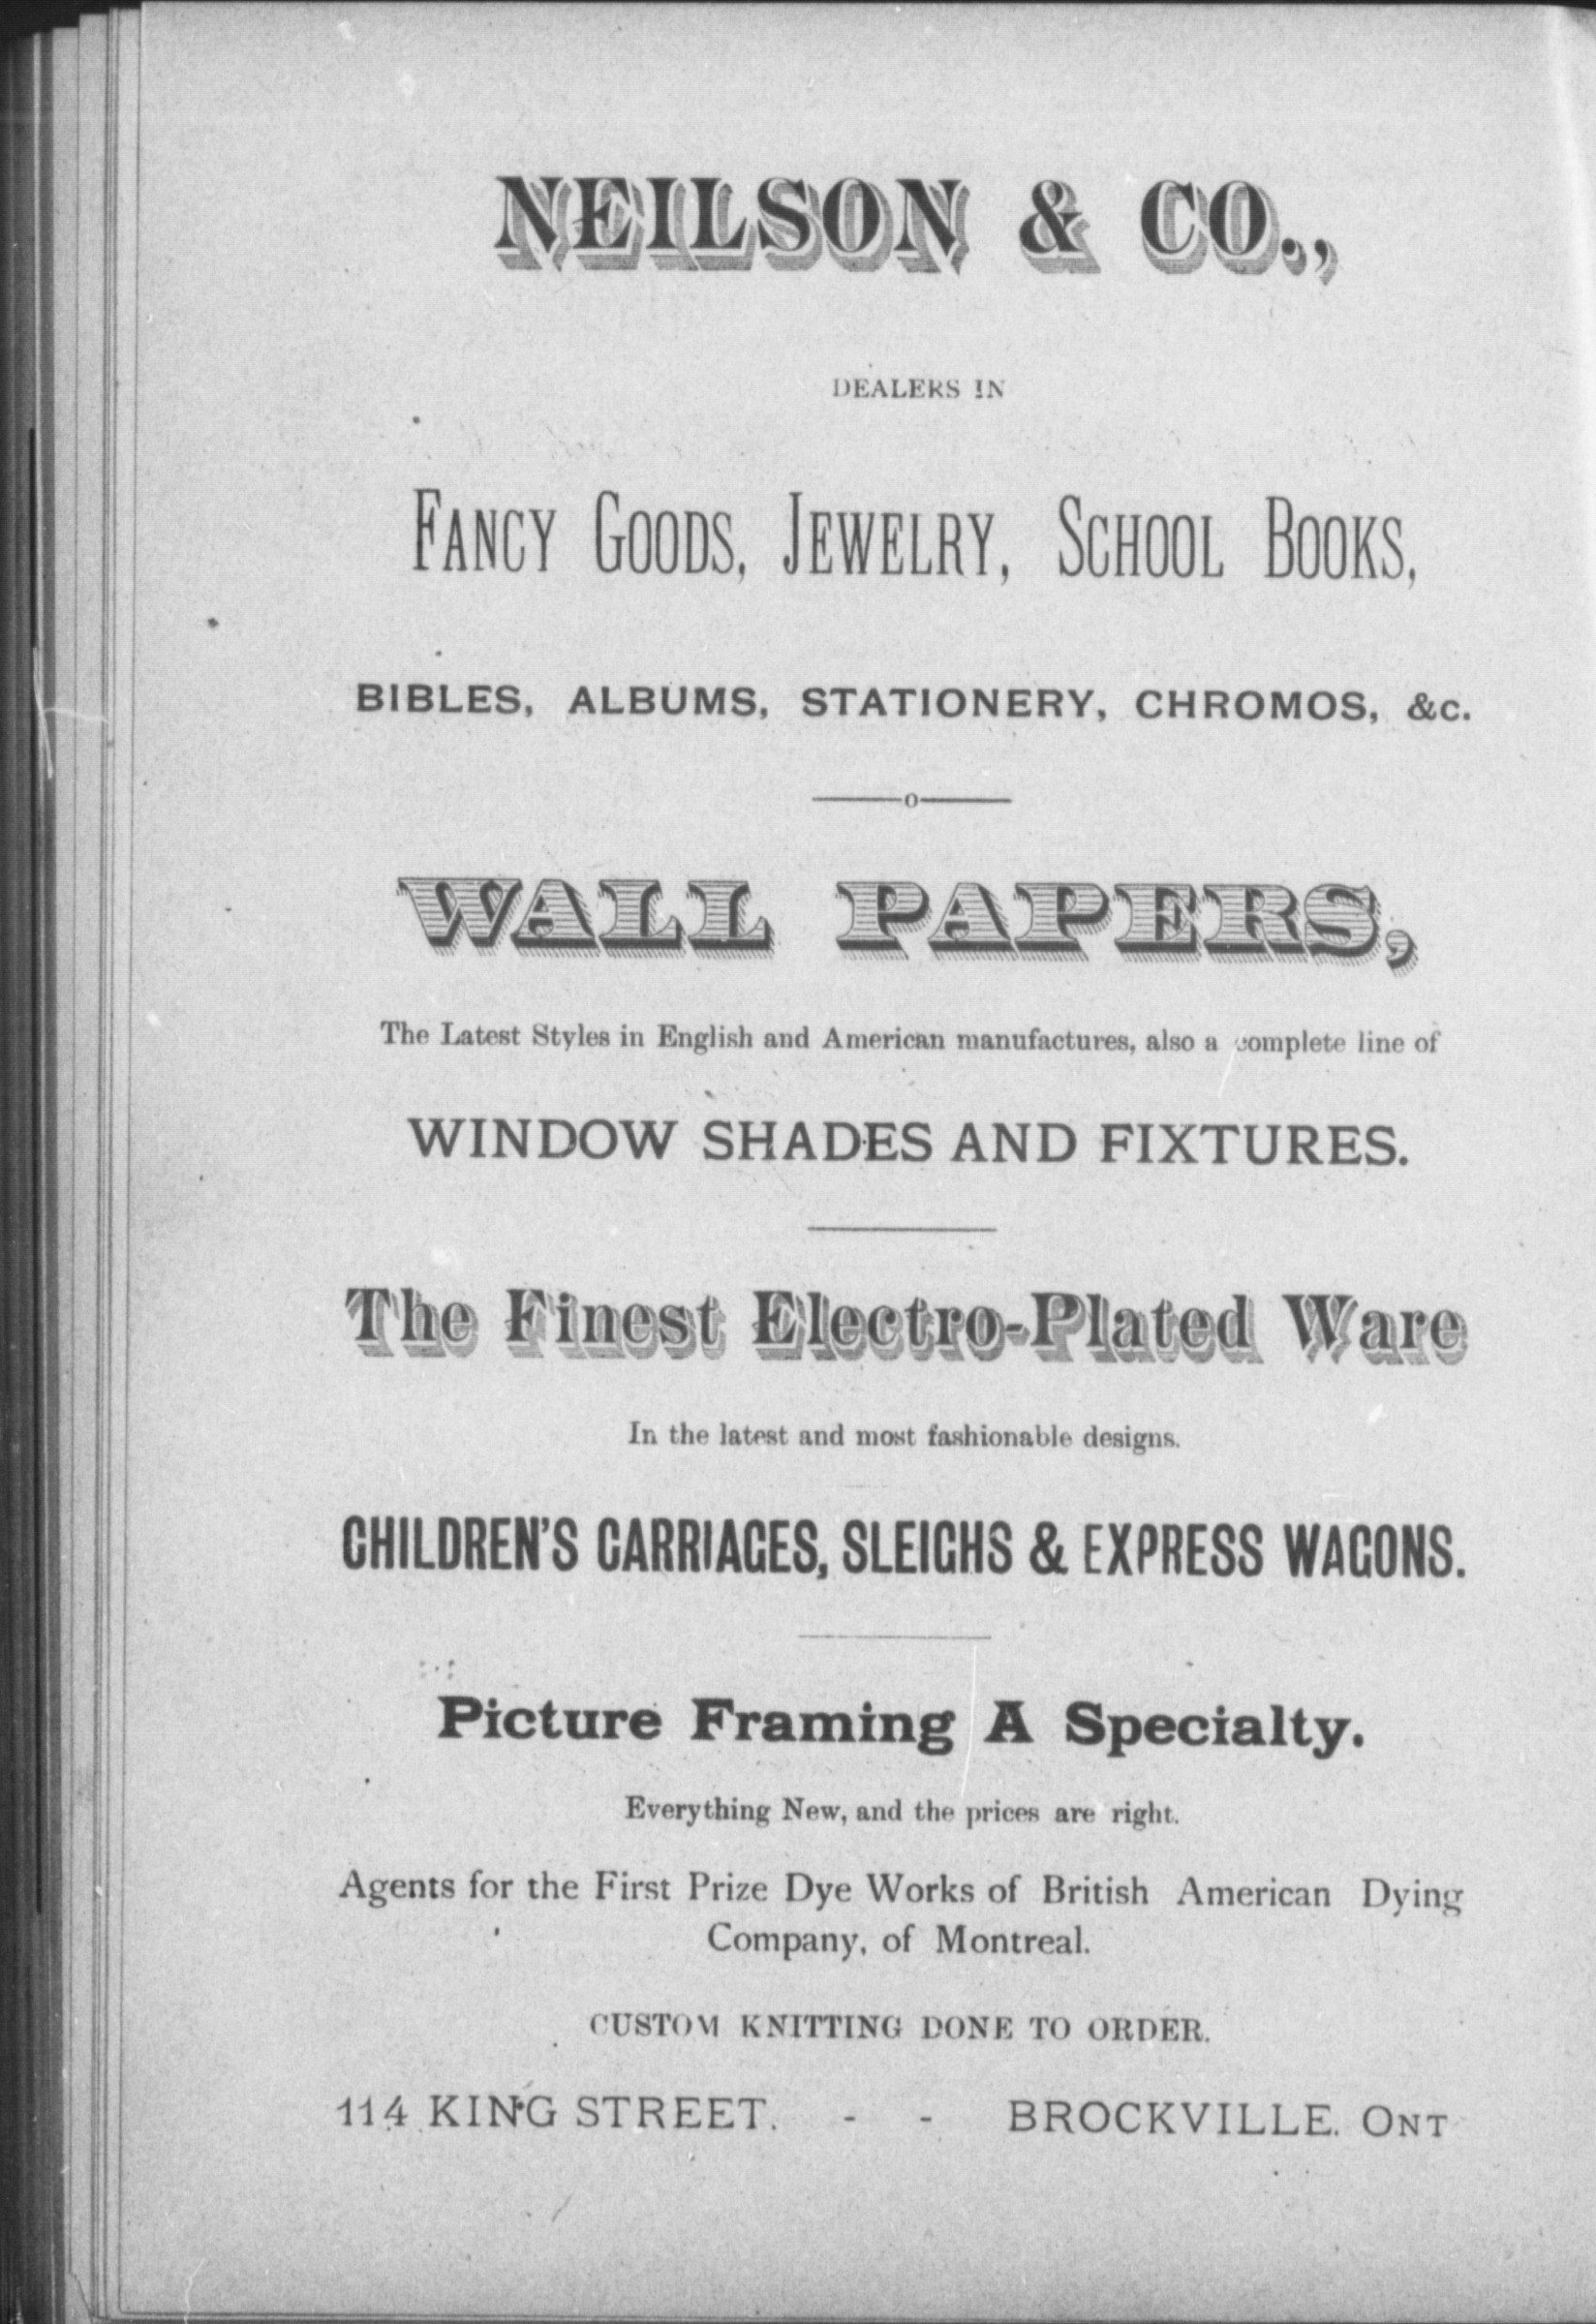 NEILSON & CO.,
DEALERS IN
FANCY GOODS, JEWELRY, SCHOOL BOOKS,
BIBLES, ALBUMS, STATIONERY, CHROMOS, &c.
WALL PAPERS,
The Latest Styles in English and American manufactures, also a complete line of
WINDOW SHADES AND FIXTURES.
The Finest Electro-Plated Ware
In the latest and most fashionable designs.
CHILDREN'S CARRIAGES, SLEIGHS & EXPRESS WAGONS.
Picture Framing A Specialty.
Everything New, and the prices are right.
Agents for the First Prize Dye Works of British American Dying
Company, of Montreal.
CUSTOM KNITTING DONE TO ORDER.
114 KING STREET. - - BROCKVILLE. ONT